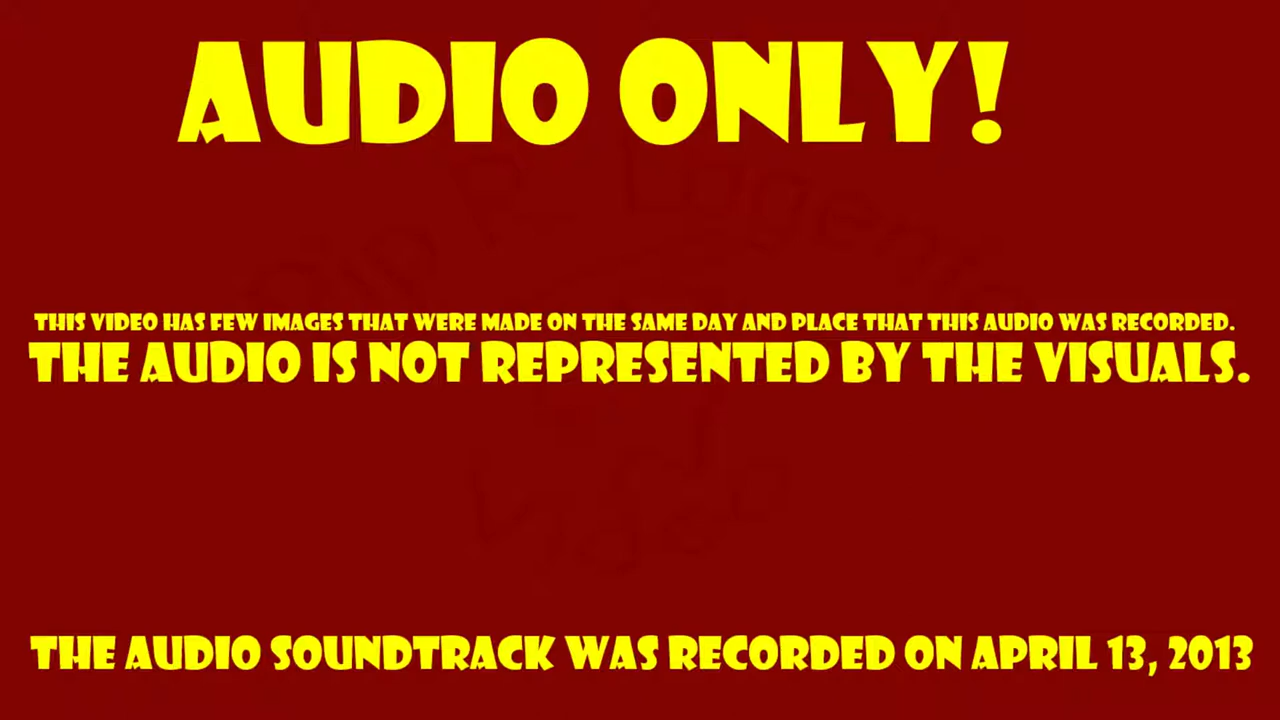 AUDIO ONLY!
THIS VIDEO HAS FEW IMAGES THAT WERE MADE ON THE SAME DAY AND PLACE THAT THIS AUDIO WAS RECORDED.
THE AUDIO IS NOT REPRESENTED BY THE VISUALS.
Video
THE AUDIO SOUNDTRACK WAS RECORDED ON APRIL 13, 2013